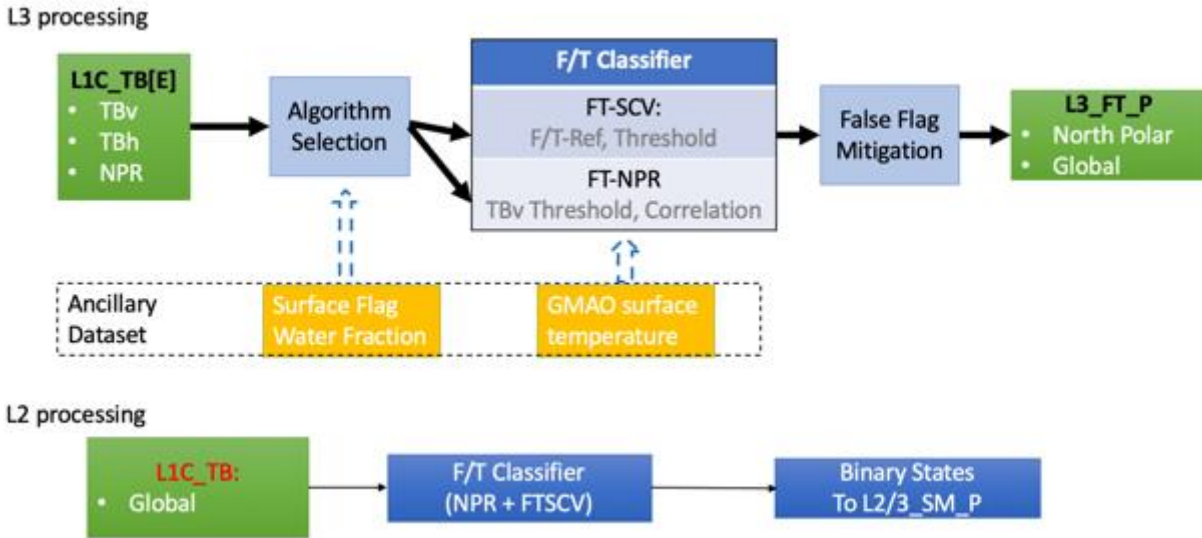 L3 processing
L1C_TB[E]
• TBv
• TBh
• NPR
Algorithm
Selection
F/T Classifier
FT-SCV:
F/T-Ref, Threshold
FT-NPR
TBv Threshold, Correlation
False Flag
Mitigation
L3_FT_P
• North Polar
• Global
Ancillary
Dataset
Surface Flag
Water Fraction
GMAO surface
temperature
L2 processing
L1C_TB:
• Global
F/T Classifier
(NPR + FTSCV)
Binary States
To L2/3_SM_P